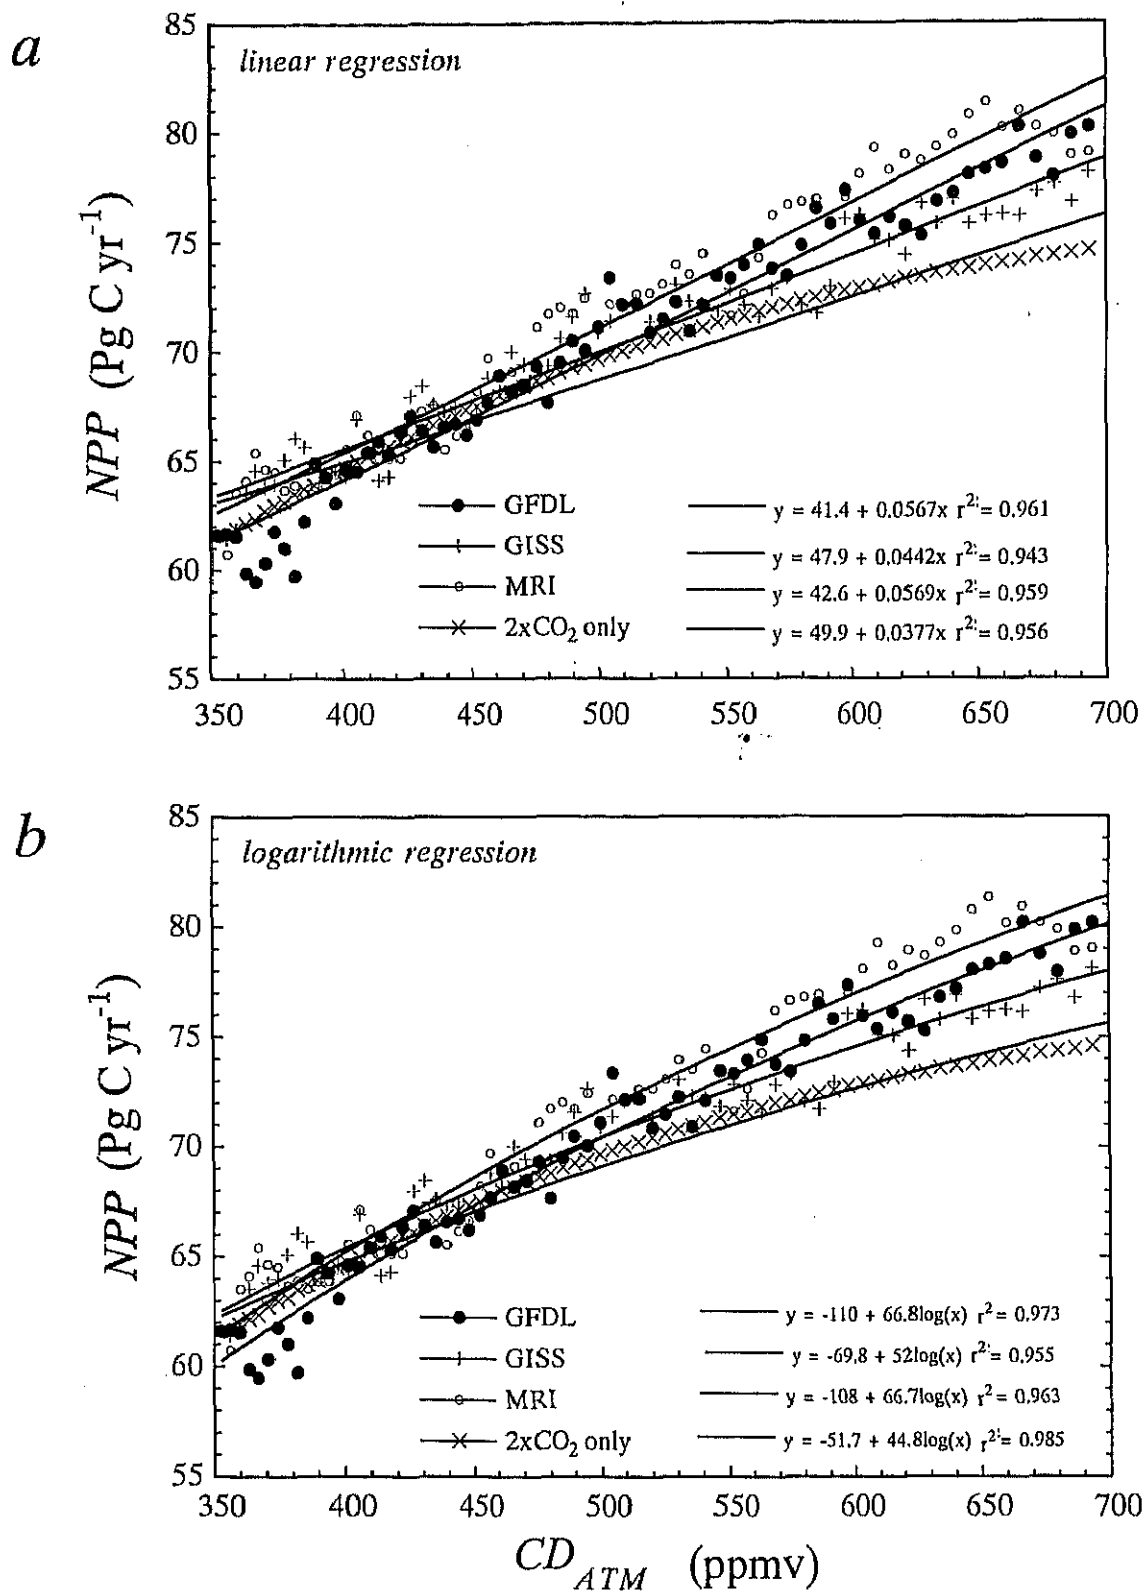 a
linear regression
85
80
75
70
65
60
55
NPP (Pg C yr-1)
GFDL y = 41.4 + 0.0567x r2 = 0.961
GISS y = 47.9 + 0.0442x r2 = 0.943
MRI y = 42.6 + 0.0569x r2 = 0.959
2xCO2 only y = 49.9 + 0.0377x r2 = 0.956
350 400 450 500 550 600 650 700
b
logarithmic regression
85
80
75
70
65
60
55
NPP (Pg C yr-1)
GFDL y = -110 + 66.8log(x) r2 = 0.973
GISS y = -69.8 + 52log(x) r2 = 0.955
MRI y = -108 + 66.7log(x) r2 = 0.963
2xCO2 only y = -51.7 + 44.8log(x) r2 = 0.985
350 400 450 500 550 600 650 700
CDATM (ppmv)